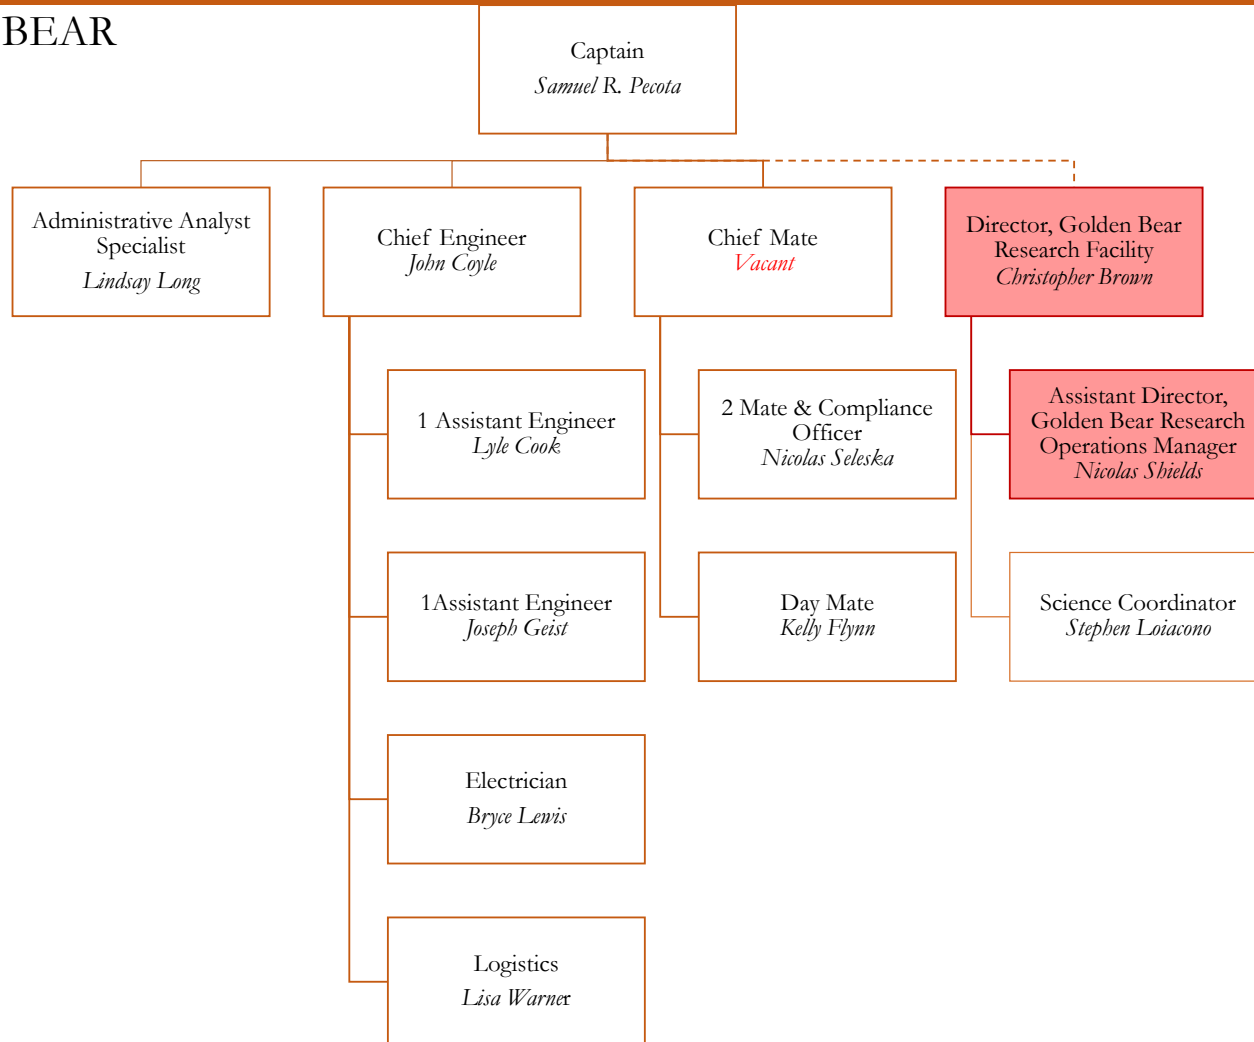 BEAR
Captain
Samuel R. Pecota
Administrative Analyst
Specialist
Lindsay Long
Chief Engineer
John Coyle
Chief Mate
Vacant
Director, Golden Bear
Research Facility
Christopher Brown
1 Assistant Engineer
Lyle Cook
2 Mate & Compliance
Officer
Nicolas Seleska
Assistant Director,
Golden Bear Research
Operations Manager
Nicolas Shields
1Assistant Engineer
Joseph Geist
Day Mate
Kelly Flynn
Science Coordinator
Stephen Loiacono
Electrician
Bryce Lewis
Logistics
Lisa Warner